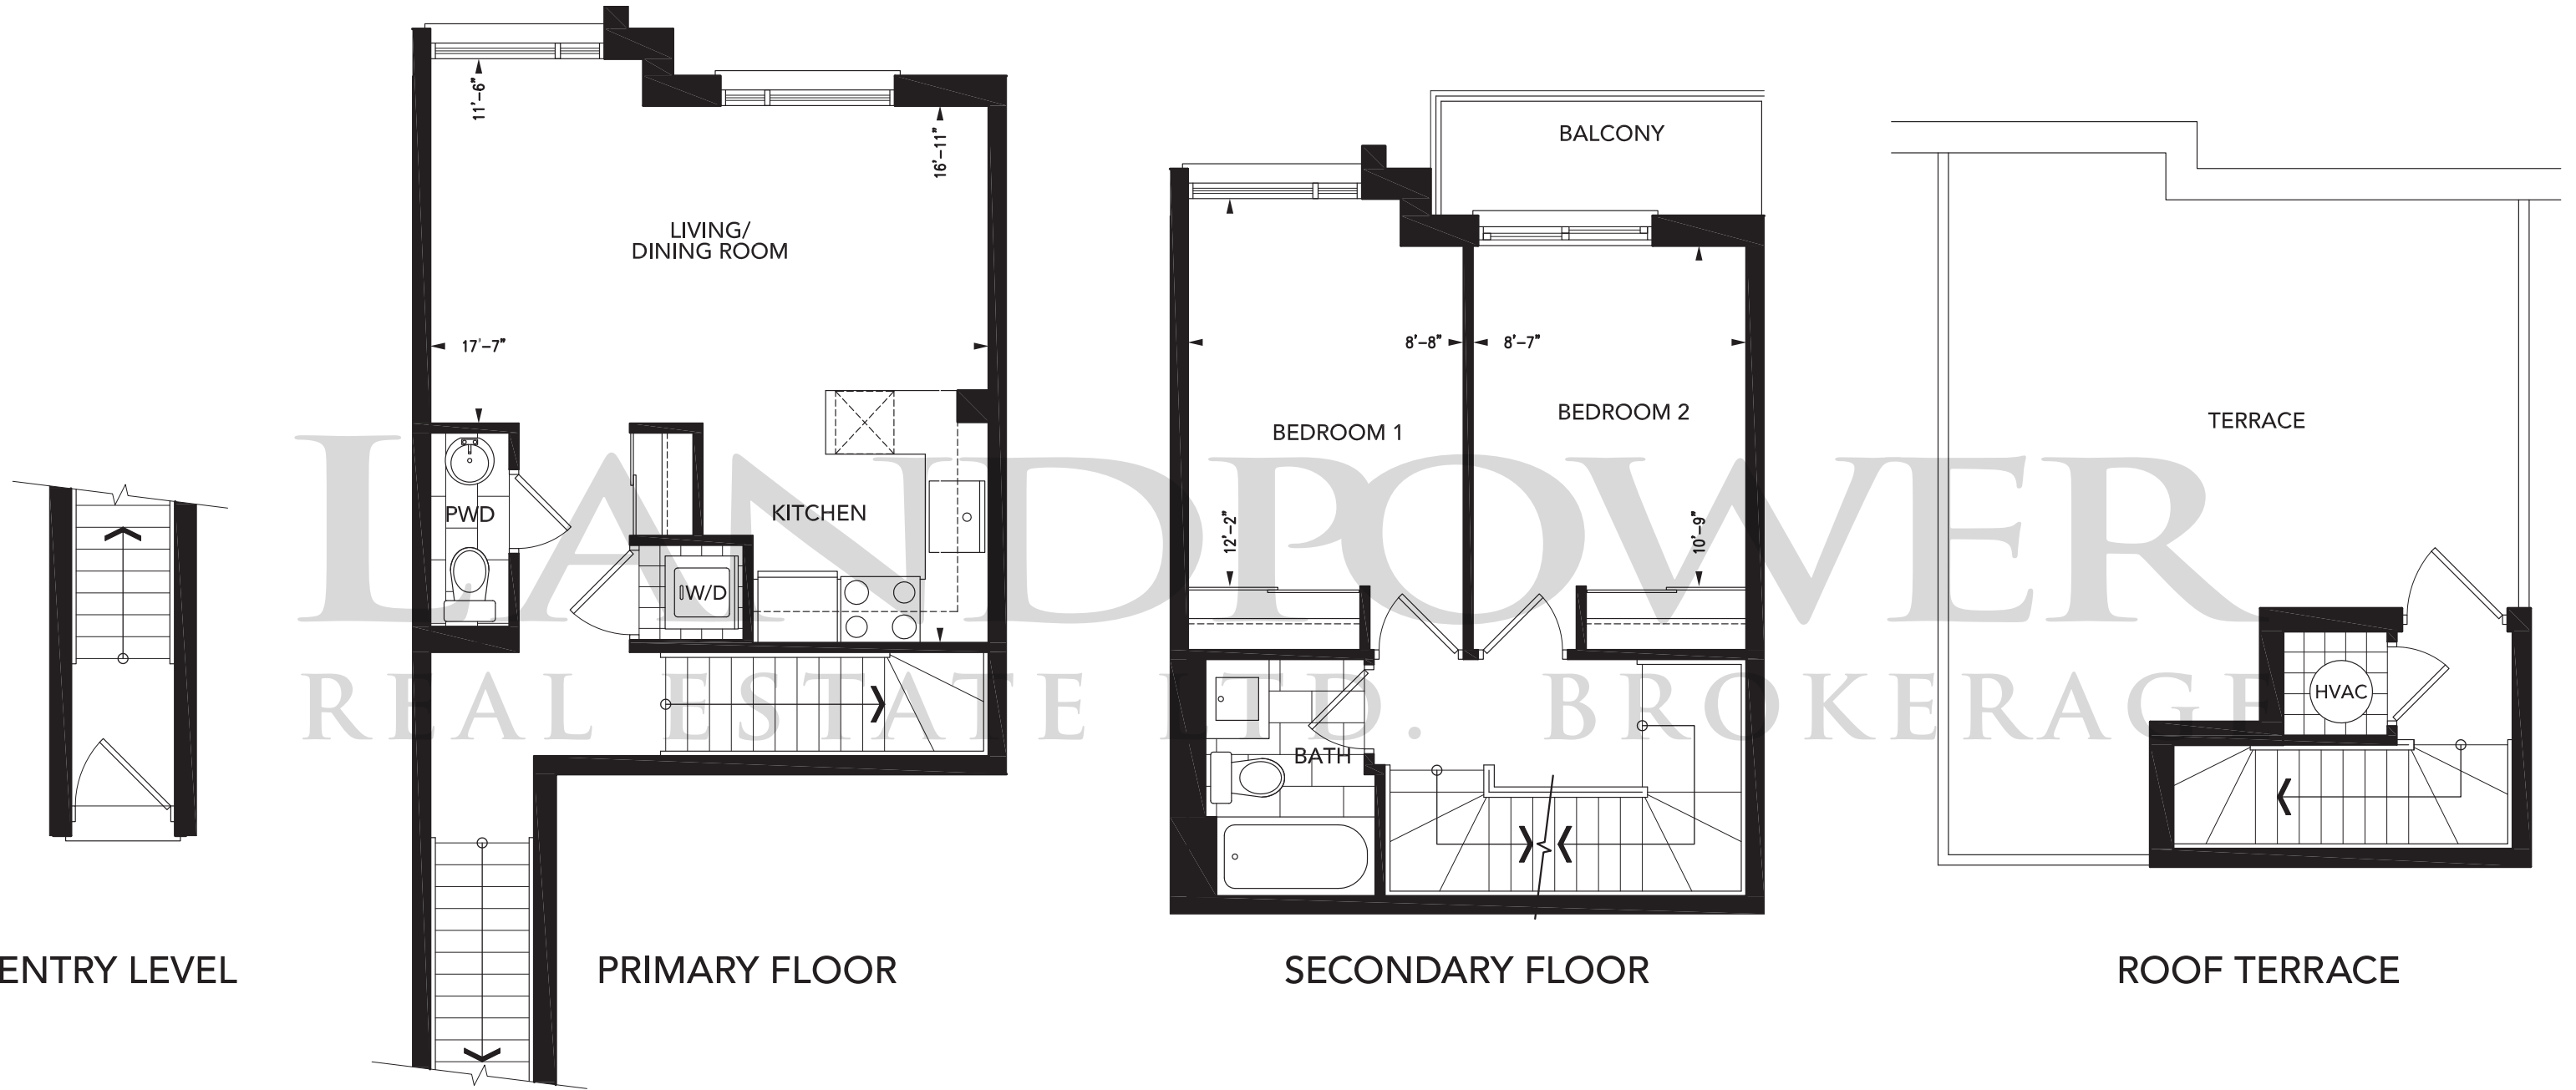 11'-6"
16'-11"
LIVING/
DINING ROOM
17'-7"
PWD
KITCHEN
W/D
BALCONY
8'-8"
8'-7"
BEDROOM 1
BEDROOM 2
12'-2"
10'-9"
BATH
TERRACE
HVAC
LANDPOWER
REAL ESTATE LTD. BROKERAGE
ENTRY LEVEL
PRIMARY FLOOR
SECONDARY FLOOR
ROOF TERRACE